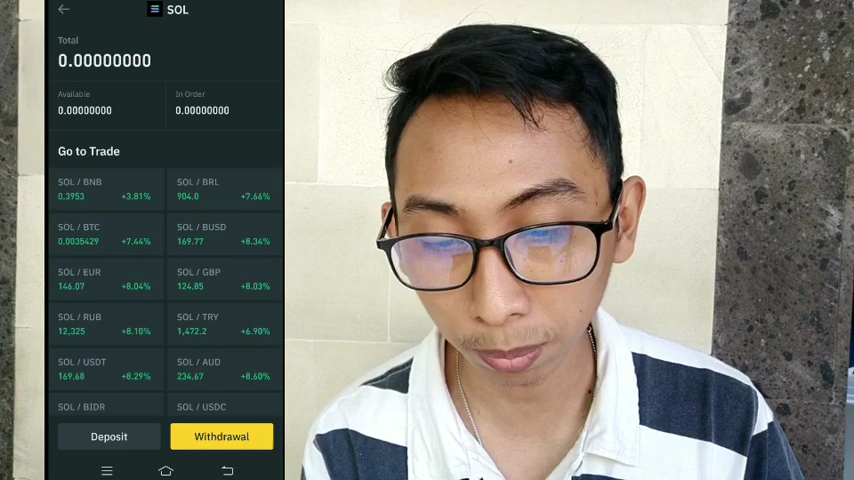 SOL
Total
0.00000000
Available In Order
0.00000000 0.00000000
Go to Trade
SOL / BNB SOL / BRL
0.3953 +3.81% 904.0 +7.66%
SOL / BTC SOL / BUSD
0.0035429 +7.44% 169.77 +8.34%
SOL / EUR SOL / GBP
146.07 +8.04% 124.85 +8.03%
SOL / RUB SOL / TRY
12,325 +8.10% 1,472.2 +6.90%
SOL / USDT SOL / AUD
169.68 +8.29% 234.67 +8.60%
SOL / BIDR SOL / USDC
Deposit Withdrawal